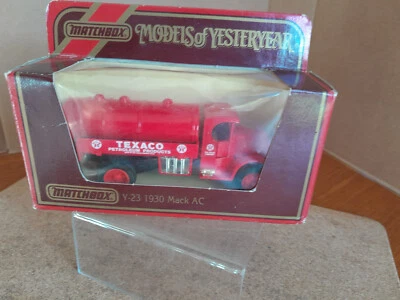 MATCHBOX
MODELS of YESTERYEAR
TEXACO
PETROLEUM PRODUCTS
MATCHBOX
Y-23 1930 Mack AC